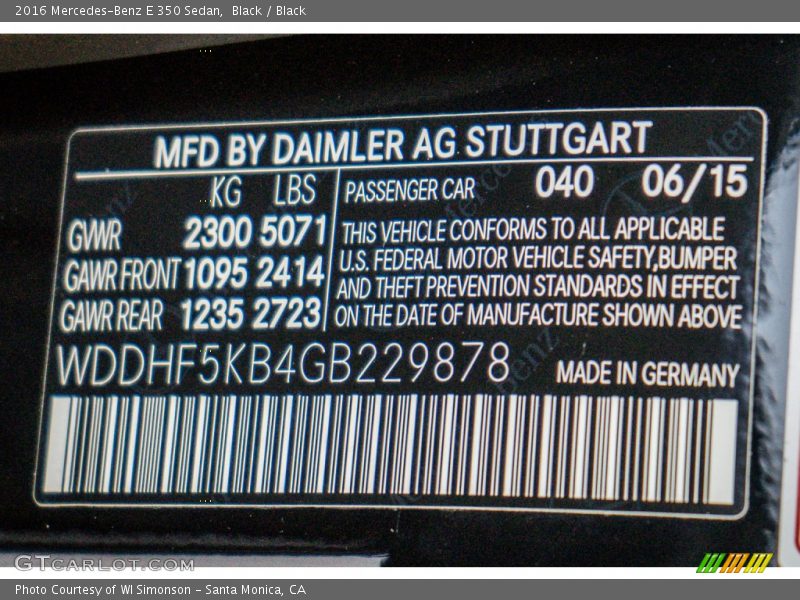 2016 Mercedes-Benz E 350 Sedan, Black / Black
MFD BY DAIMLER AG STUTTGART
KG LBS
GWR 2300 5071
GAWR FRONT 1095 2414
GAWR REAR 1235 2723
PASSENGER CAR 040 06/15
THIS VEHICLE CONFORMS TO ALL APPLICABLE
U.S. FEDERAL MOTOR VEHICLE SAFETY,BUMPER
AND THEFT PREVENTION STANDARDS IN EFFECT
ON THE DATE OF MANUFACTURE SHOWN ABOVE
WDDHF5KB4GB229878
MADE IN GERMANY
GTCARLOT.COM
Photo Courtesy of WI Simonson - Santa Monica, CA